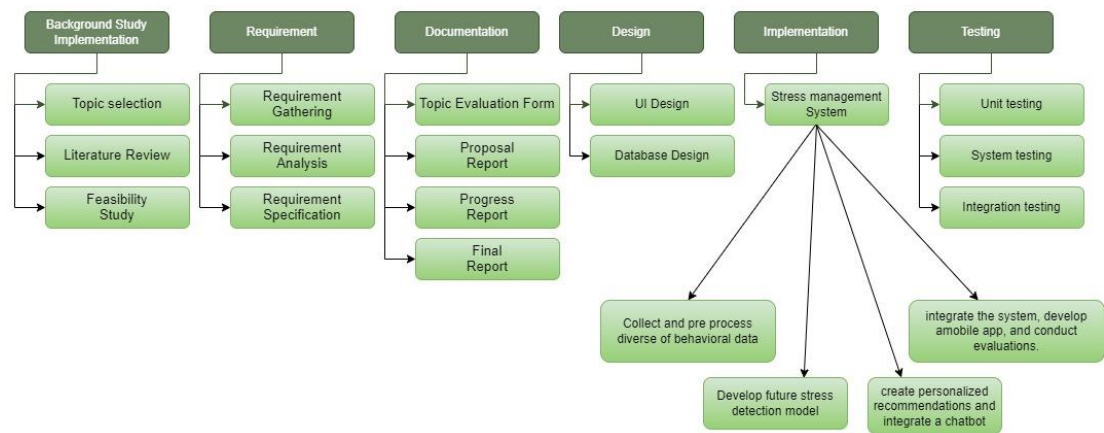 Background Study
Implementation
Requirement
Documentation
Design
Implementation
Testing
Topic selection
Literature Review
Feasibility
Study
Requirement
Gathering
Requirement
Analysis
Requirement
Specification
Topic Evaluation Form
Proposal
Report
Progress
Report
Final
Report
UI Design
Database Design
Stress management
System
Unit testing
System testing
Integration testing
Collect and pre process
diverse of behavioral data
Develop future stress
detection model
create personalized
recommendations and
integrate a chatbot
integrate the system, develop
amobile app, and conduct
evaluations.